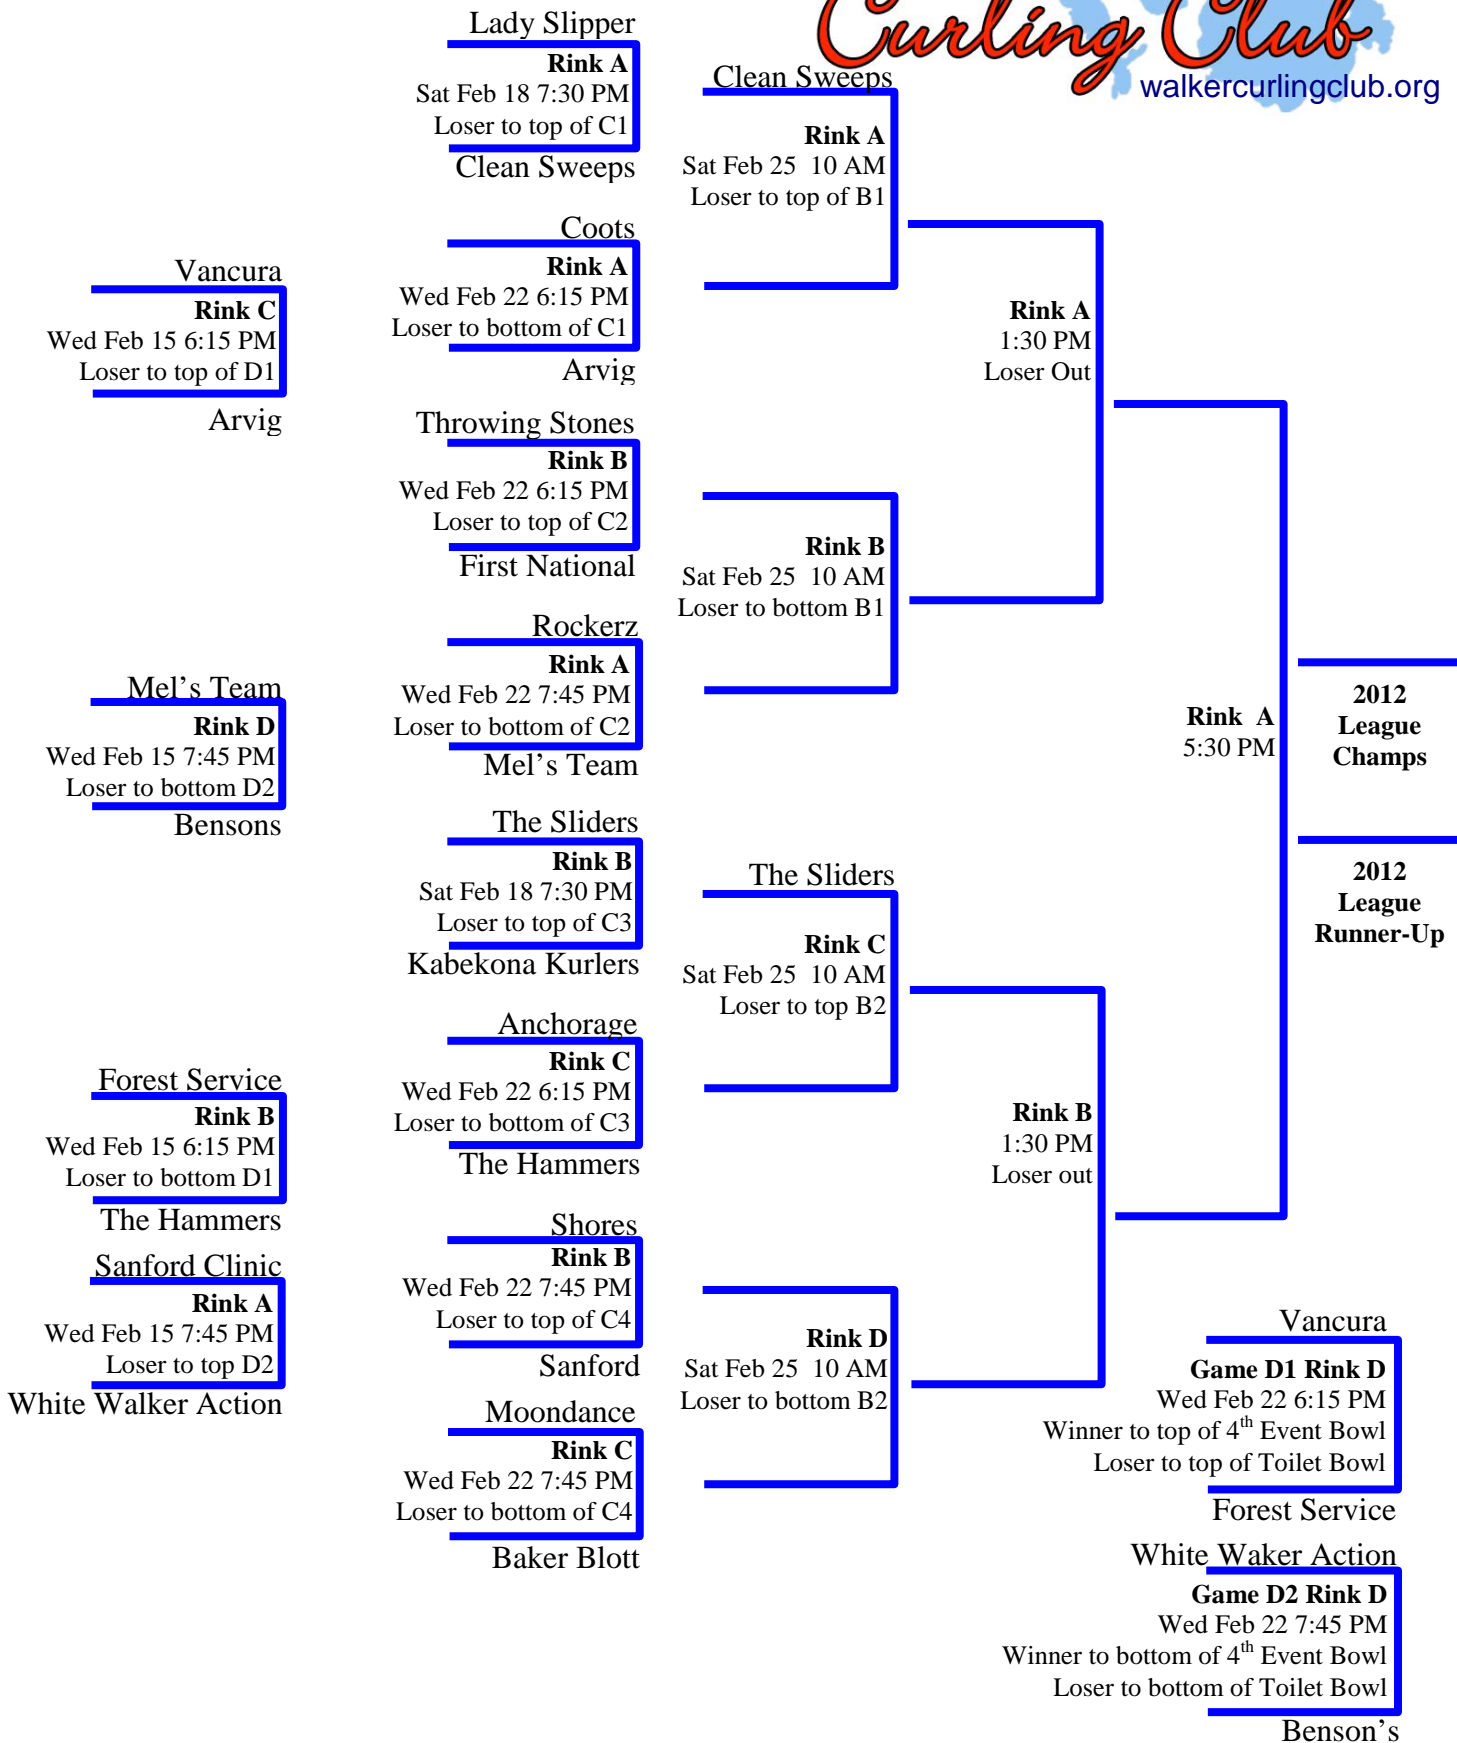 Curling Club
walkercurlingclub.org
Vancura
Rink C
Wed Feb 15 6:15 PM
Loser to top of D1
Arvig
Mel’s Team
Rink D
Wed Feb 15 7:45 PM
Loser to bottom D2
Bensons
Forest Service
Rink B
Wed Feb 15 6:15 PM
Loser to bottom D1
The Hammers
Sanford Clinic
Rink A
Wed Feb 15 7:45 PM
Loser to top D2
White Walker Action
Lady Slipper
Rink A
Sat Feb 18 7:30 PM
Loser to top of C1
Clean Sweeps
Coots
Rink A
Wed Feb 22 6:15 PM
Loser to bottom of C1
Arvig
Throwing Stones
Rink B
Wed Feb 22 6:15 PM
Loser to top of C2
First National
Rockerz
Rink A
Wed Feb 22 7:45 PM
Loser to bottom of C2
Mel’s Team
The Sliders
Rink B
Sat Feb 18 7:30 PM
Loser to top of C3
Kabekona Kurlers
Anchorage
Rink C
Wed Feb 22 6:15 PM
Loser to bottom of C3
The Hammers
Shores
Rink B
Wed Feb 22 7:45 PM
Loser to top of C4
Sanford
Moondance
Rink C
Wed Feb 22 7:45 PM
Loser to bottom of C4
Baker Blott
Clean Sweeps
Rink A
Sat Feb 25 10 AM
Loser to top of B1
Rink B
Sat Feb 25 10 AM
Loser to bottom B1
The Sliders
Rink C
Sat Feb 25 10 AM
Loser to top B2
Rink D
Sat Feb 25 10 AM
Loser to bottom B2
Rink A
1:30 PM
Loser Out
Rink B
1:30 PM
Loser out
Rink A
5:30 PM
2012
League
Champs
2012
League
Runner-Up
Vancura
Game D1 Rink D
Wed Feb 22 6:15 PM
Winner to top of 4th Event Bowl
Loser to top of Toilet Bowl
Forest Service
White Waker Action
Game D2 Rink D
Wed Feb 22 7:45 PM
Winner to bottom of 4th Event Bowl
Loser to bottom of Toilet Bowl
Benson’s